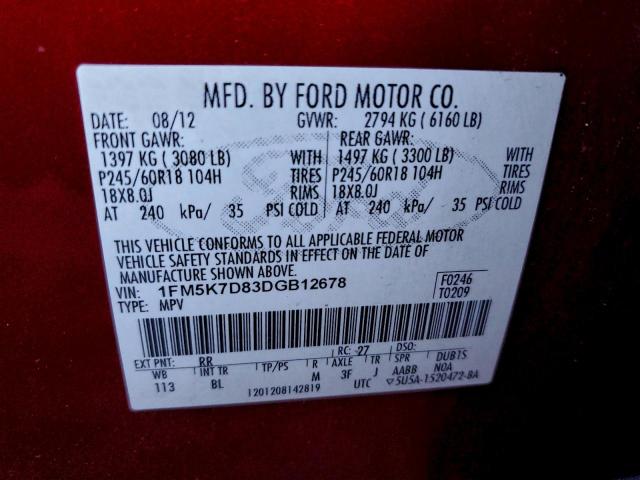 MFD. BY FORD MOTOR CO.
DATE: 08/12 GVWR: 2794 KG ( 6160 LB)
FRONT GAWR: REAR GAWR:
1397 KG ( 3080 LB) 1497 KG ( 3300 LB)
P245/60R18 104H TIRES P245/60R18 104H TIRES
18X8.0J RIMS 18X8.0J RIMS
AT 240 kPa/ 35 PSI COLD AT 240 kPa/ 35 PSI COLD
THIS VEHICLE CONFORMS TO ALL APPLICABLE FEDERAL MOTOR
VEHICLE SAFETY STANDARDS IN EFFECT ON THE DATE OF
MANUFACTURE SHOWN ABOVE.
VIN: 1FM5K7D83DGB12678 F0246
TYPE: MPV T0209
EXT PNT: RR RC: 27 DSO:
WB INT TR TP/PS R AXLE TR SPR DUB1S
113 BL M 3F J AABB NOA
1201208142819 UTC 5U5A-1520472-BA